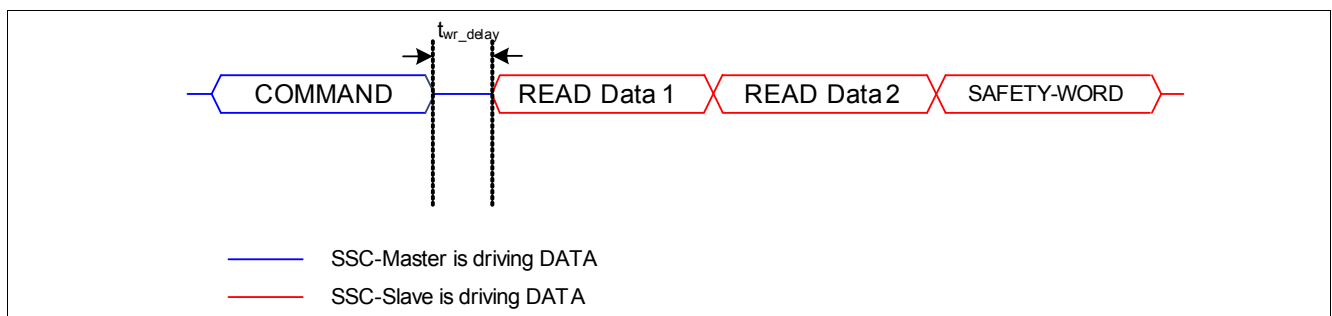 twr_delay
COMMAND READ Data 1 READ Data 2 SAFETY-WORD
SSC-Master is driving DATA
SSC-Slave is driving DATA